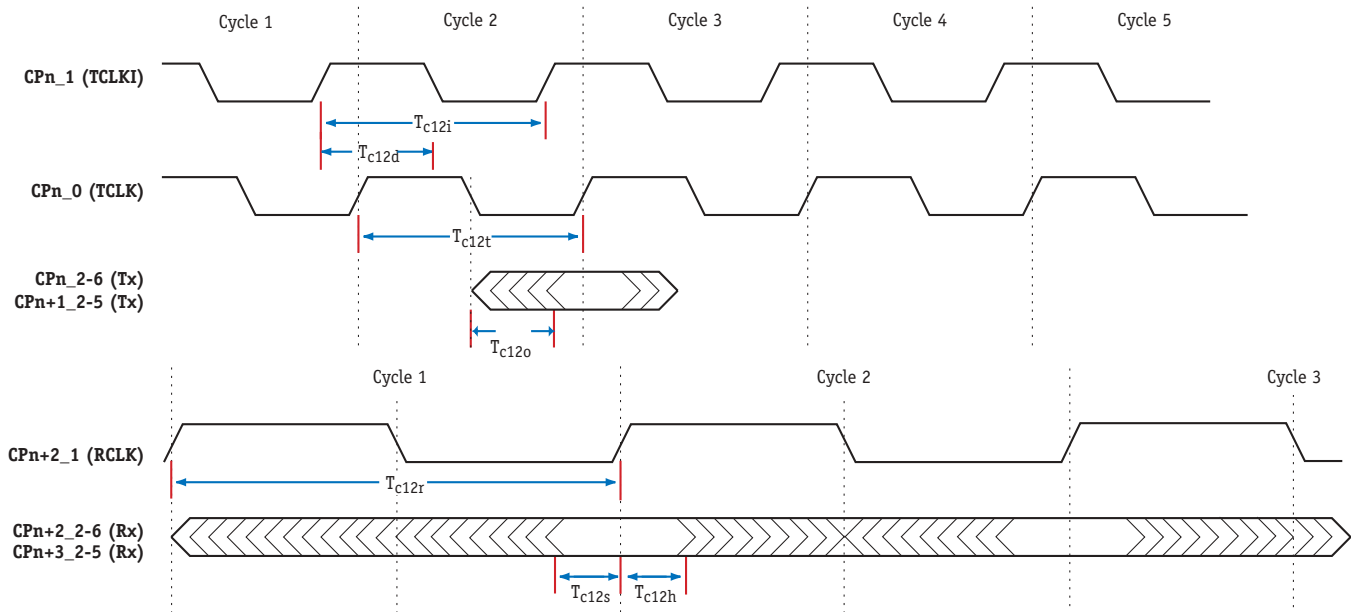 Cycle 1 Cycle 2 Cycle 3 Cycle 4 Cycle 5
CPn_1 (TCLKI)
Tc12i
Tc12d
CPn_0 (TCLK)
Tc12t
CPn_2-6 (Tx)
CPn+1_2-5 (Tx)
Tc12o
Cycle 1 Cycle 2 Cycle 3
CPn+2_1 (RCLK)
Tc12r
CPn+2_2-6 (Rx)
CPn+3_2-5 (Rx)
Tc12s Tc12h